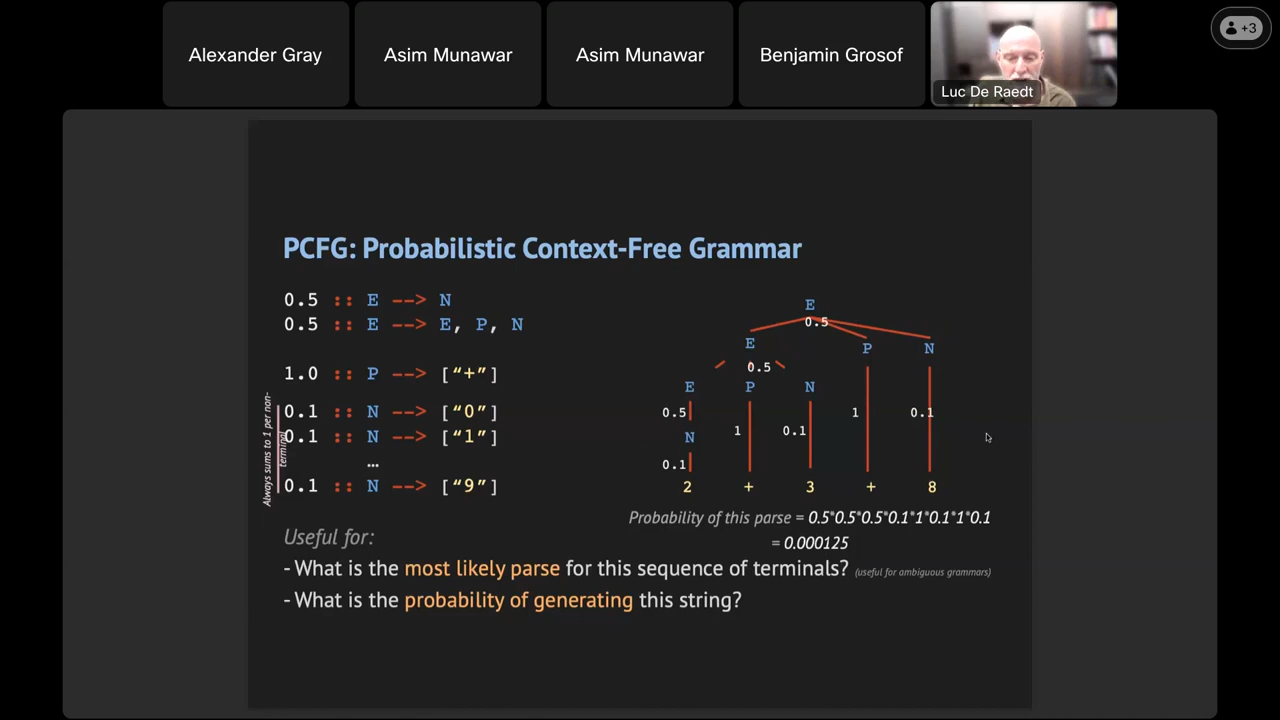 Alexander Gray
Asim Munawar
Asim Munawar
Benjamin Grosof
Luc De Raedt
+3
PCFG: Probabilistic Context-Free Grammar
0.5 :: E --> N
0.5 :: E --> E, P, N
1.0 :: P --> [“+”]
0.1 :: N --> [“0”]
0.1 :: N --> [“1”]
…
0.1 :: N --> [“9”]
Always sums to 1 per non-
terminal
E
0.5
E P N
0.5
E P N
0.5 1 0.1 1 0.1
N
0.1
2 + 3 + 8
Probability of this parse = 0.5*0.5*0.5*0.1*1*0.1*1*0.1
= 0.000125
Useful for:
- What is the most likely parse for this sequence of terminals? (useful for ambiguous grammars)
- What is the probability of generating this string?